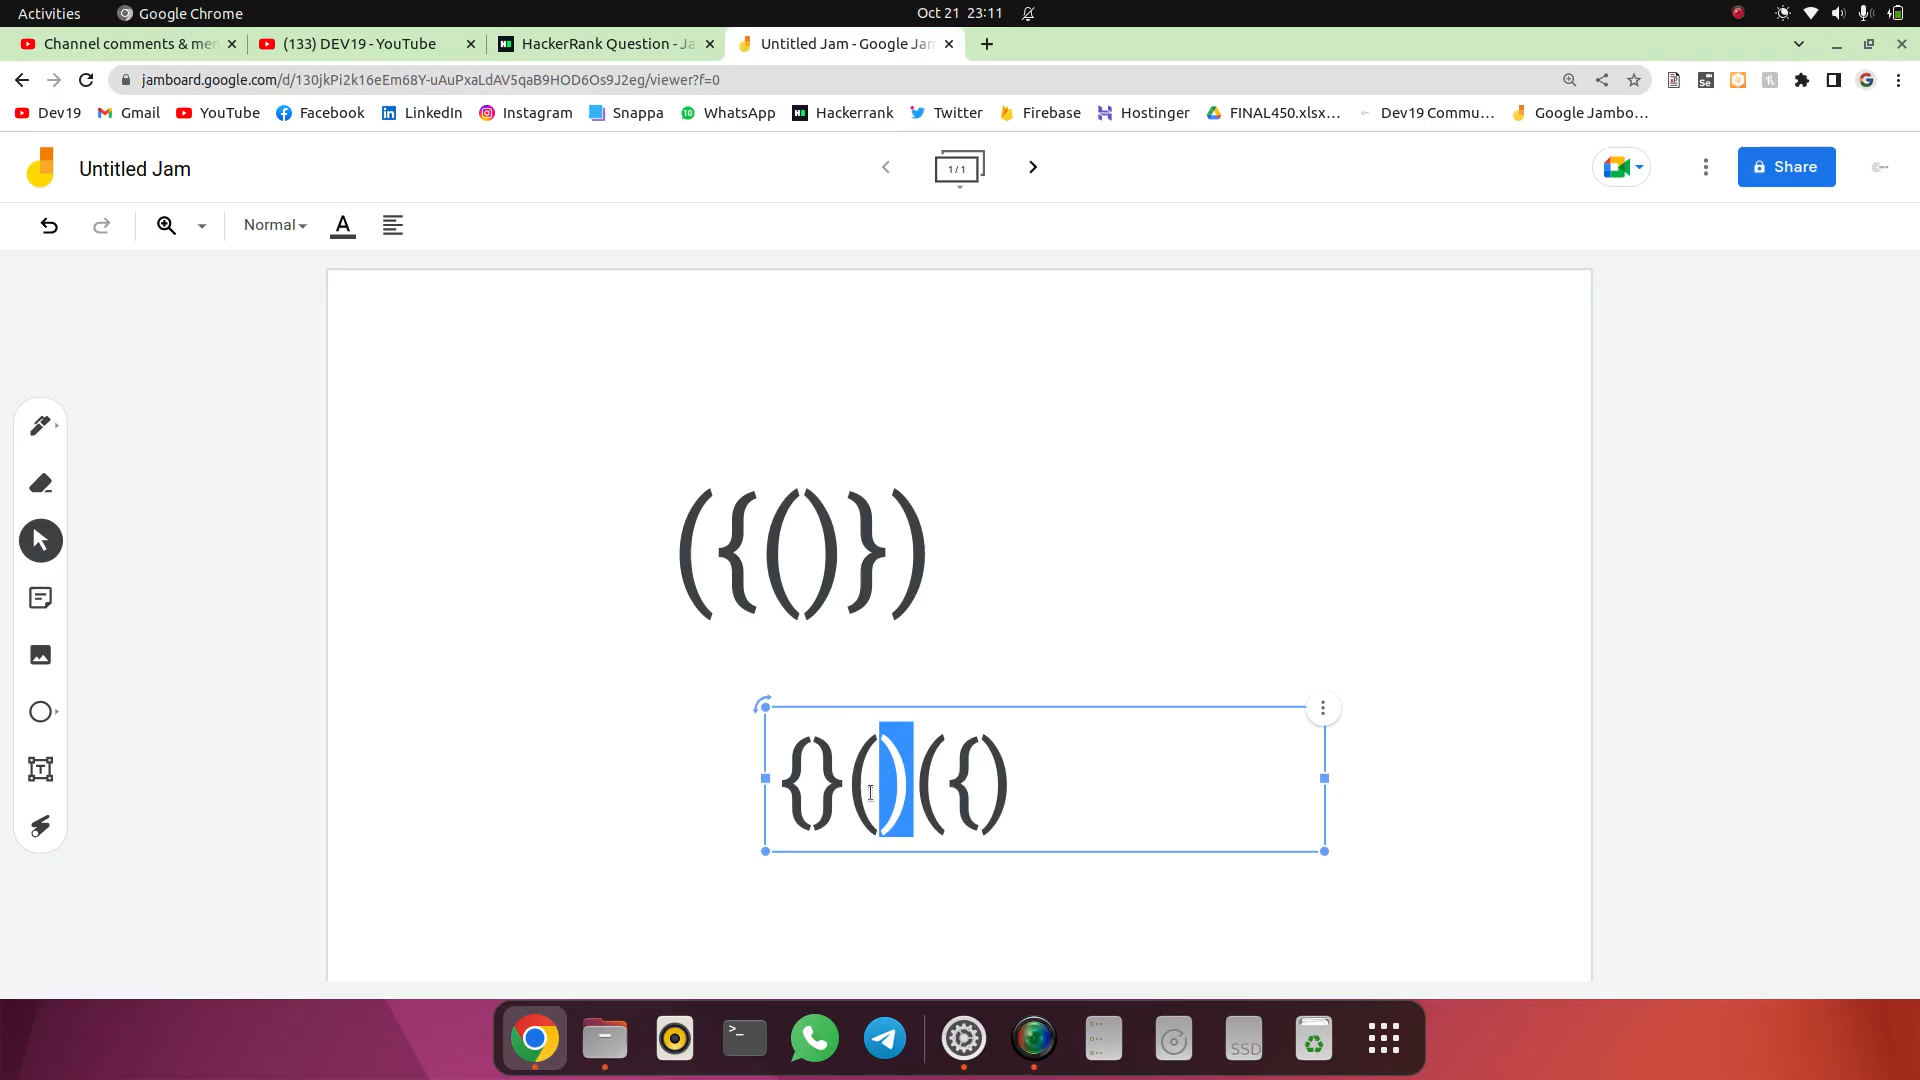 Activities Google Chrome Oct 21 23:11
Channel comments & men (133) DEV19 - YouTube HackerRank Question - Ja Untitled Jam - Google Jam
jamboard.google.com/d/130jkPi2k16eEm68Y-uAuPxaLdAV5qaB9HOD6Os9J2eg/viewer?f=0
Dev19 Gmail YouTube Facebook LinkedIn Instagram Snappa WhatsApp Hackerrank Twitter Firebase Hostinger FINAL450.xlsx... Dev19 Commu... Google Jambo...
Untitled Jam 1 / 1 Share
Normal A
({()})
{}()({)
SSD